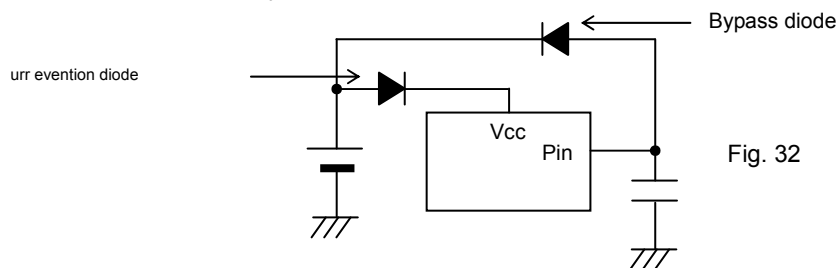 Bypass diode
urr evention diode
Vcc
Pin
Fig. 32